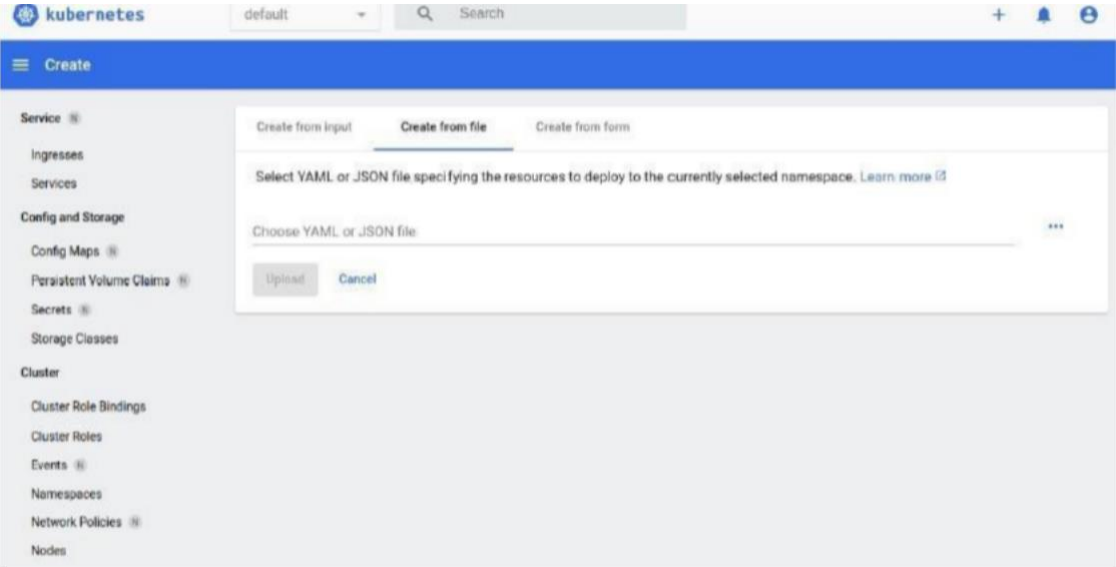 kubernetes
default
Search
Create
Service N
Ingresses
Services
Config and Storage
Config Maps N
Persistent Volume Claims N
Secrets N
Storage Classes
Cluster
Cluster Role Bindings
Cluster Roles
Events N
Namespaces
Network Policies N
Nodes
Create from input
Create from file
Create from form
Select YAML or JSON file specifying the resources to deploy to the currently selected namespace. Learn more
Choose YAML or JSON file
Upload
Cancel